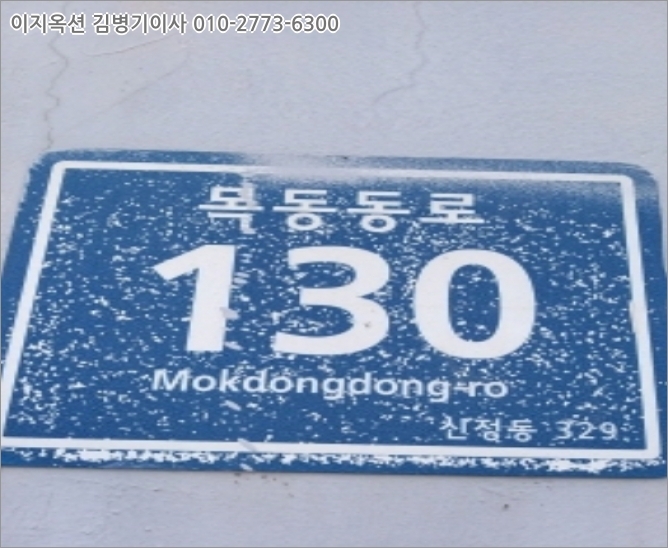 이지옥션 김병기이사 010-2773-6300
목동동로
130
Mokdongdong-ro
신정동 329